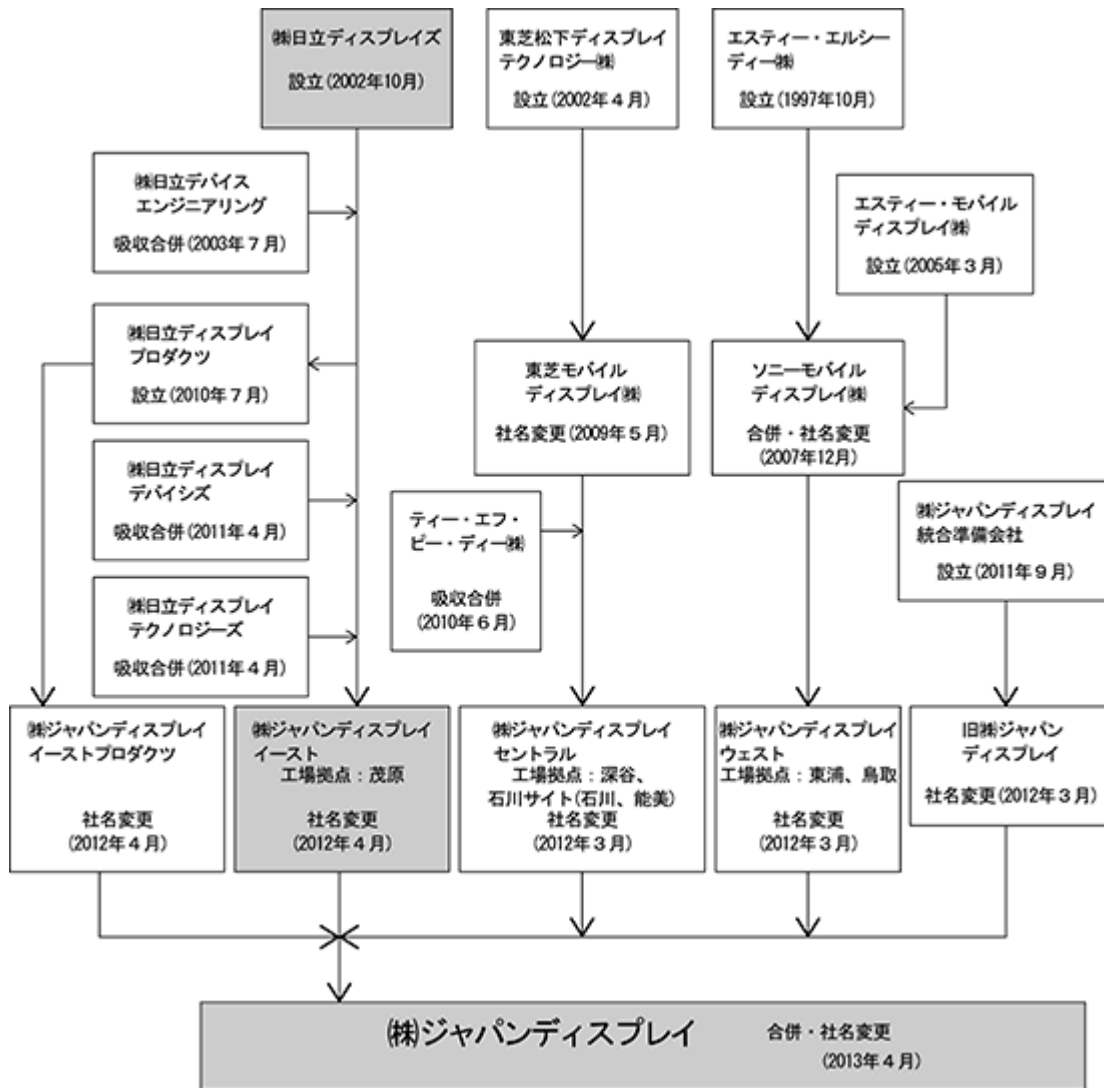 ㈱日立ディスプレイズ
設立(2002年10月)
東芝松下ディスプレイ
テクノロジー㈱
設立(2002年４月)
エスティー・エルシー
ディー㈱
設立(1997年10月)
㈱日立デバイス
エンジニアリング
吸収合併(2003年７月)
エスティー・モバイル
ディスプレイ㈱
設立(2005年３月)
㈱日立ディスプレイ
プロダクツ
設立(2010年７月)
東芝モバイル
ディスプレイ㈱
社名変更(2009年５月)
ソニーモバイル
ディスプレイ㈱
合併・社名変更
(2007年12月)
㈱日立ディスプレイ
デバイシズ
吸収合併(2011年４月)
ティー・エフ・
ピー・ディー㈱
吸収合併
(2010年６月)
㈱ジャパンディスプレイ
統合準備会社
設立(2011年９月)
㈱日立ディスプレイ
テクノロジーズ
吸収合併(2011年４月)
㈱ジャパンディスプレイ
イーストプロダクツ
社名変更
(2012年４月)
㈱ジャパンディスプレイ
イースト
工場拠点：茂原
社名変更
(2012年４月)
㈱ジャパンディスプレイ
セントラル
工場拠点：深谷、
石川サイト(石川、能美)
社名変更
(2012年３月)
㈱ジャパンディスプレイ
ウェスト
工場拠点：東浦、鳥取
社名変更
(2012年３月)
旧㈱ジャパン
ディスプレイ
社名変更(2012年３月)
㈱ジャパンディスプレイ 合併・社名変更
(2013年４月)